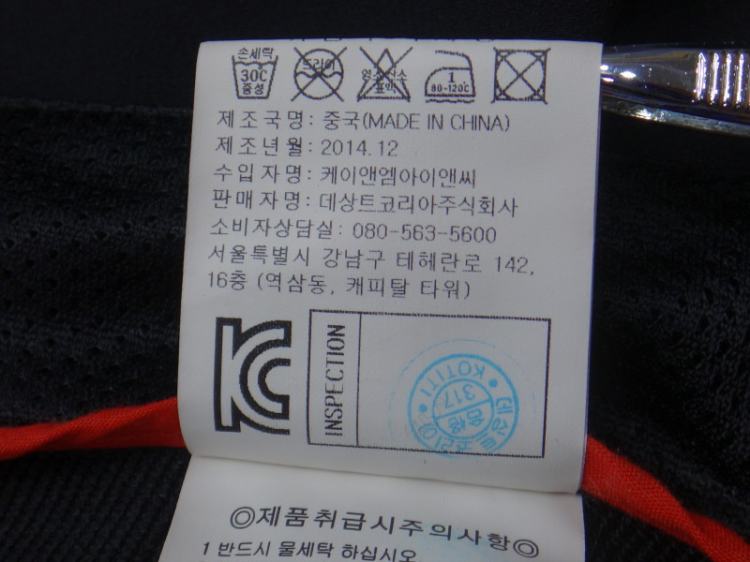 손세탁
30℃
중성
드라이
염소산소
표백
1
80-120℃
제조국명: 중국(MADE IN CHINA)
제조년월: 2014.12
수입자명: 케이앤엠아이앤씨
판매자명: 데상트코리아주식회사
소비자상담실: 080-563-5600
서울특별시 강남구 테헤란로 142,
16층 (역삼동, 캐피탈 타워)
KC
INSPECTION
KOTITI
317
◎제품취급시주의사항◎
1 반드시 물세탁 하십시오